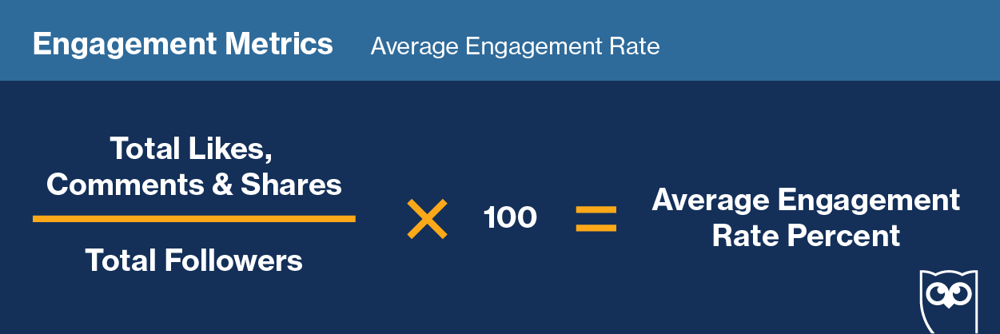 Engagement Metrics Average Engagement Rate
Total Likes,
Comments & Shares
Total Followers
× 100 =
Average Engagement
Rate Percent